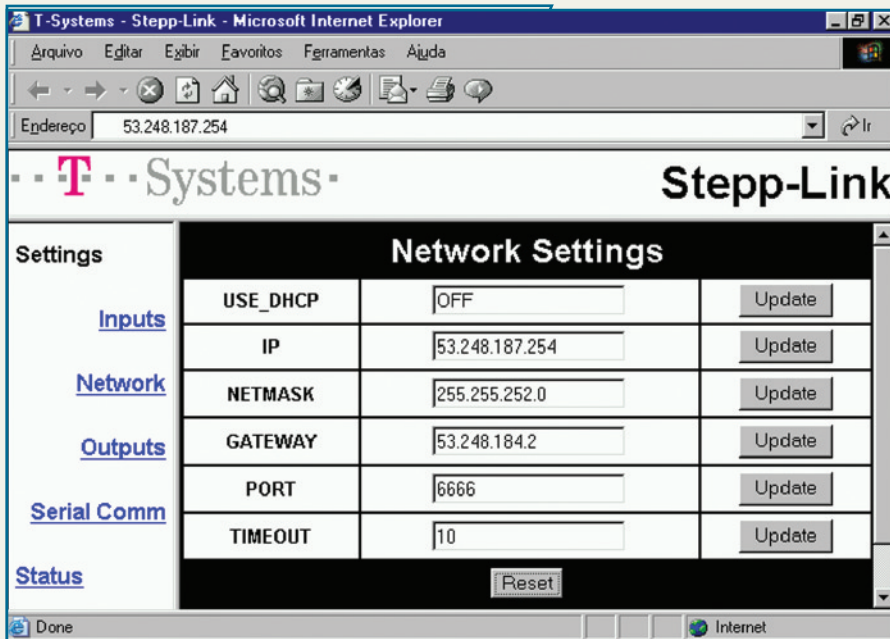 T-Systems - Stepp-Link - Microsoft Internet Explorer
Arquivo Editar Exibir Favoritos Ferramentas Ajuda
Endereço 53.248.187.254 Ir
··T··Systems· Stepp-Link
Settings
Inputs
Network
Outputs
Serial Comm
Status
Network Settings
USE_DHCP OFF Update
IP 53.248.187.254 Update
NETMASK 255.255.252.0 Update
GATEWAY 53.248.184.2 Update
PORT 6666 Update
TIMEOUT 10 Update
Reset
Done Internet